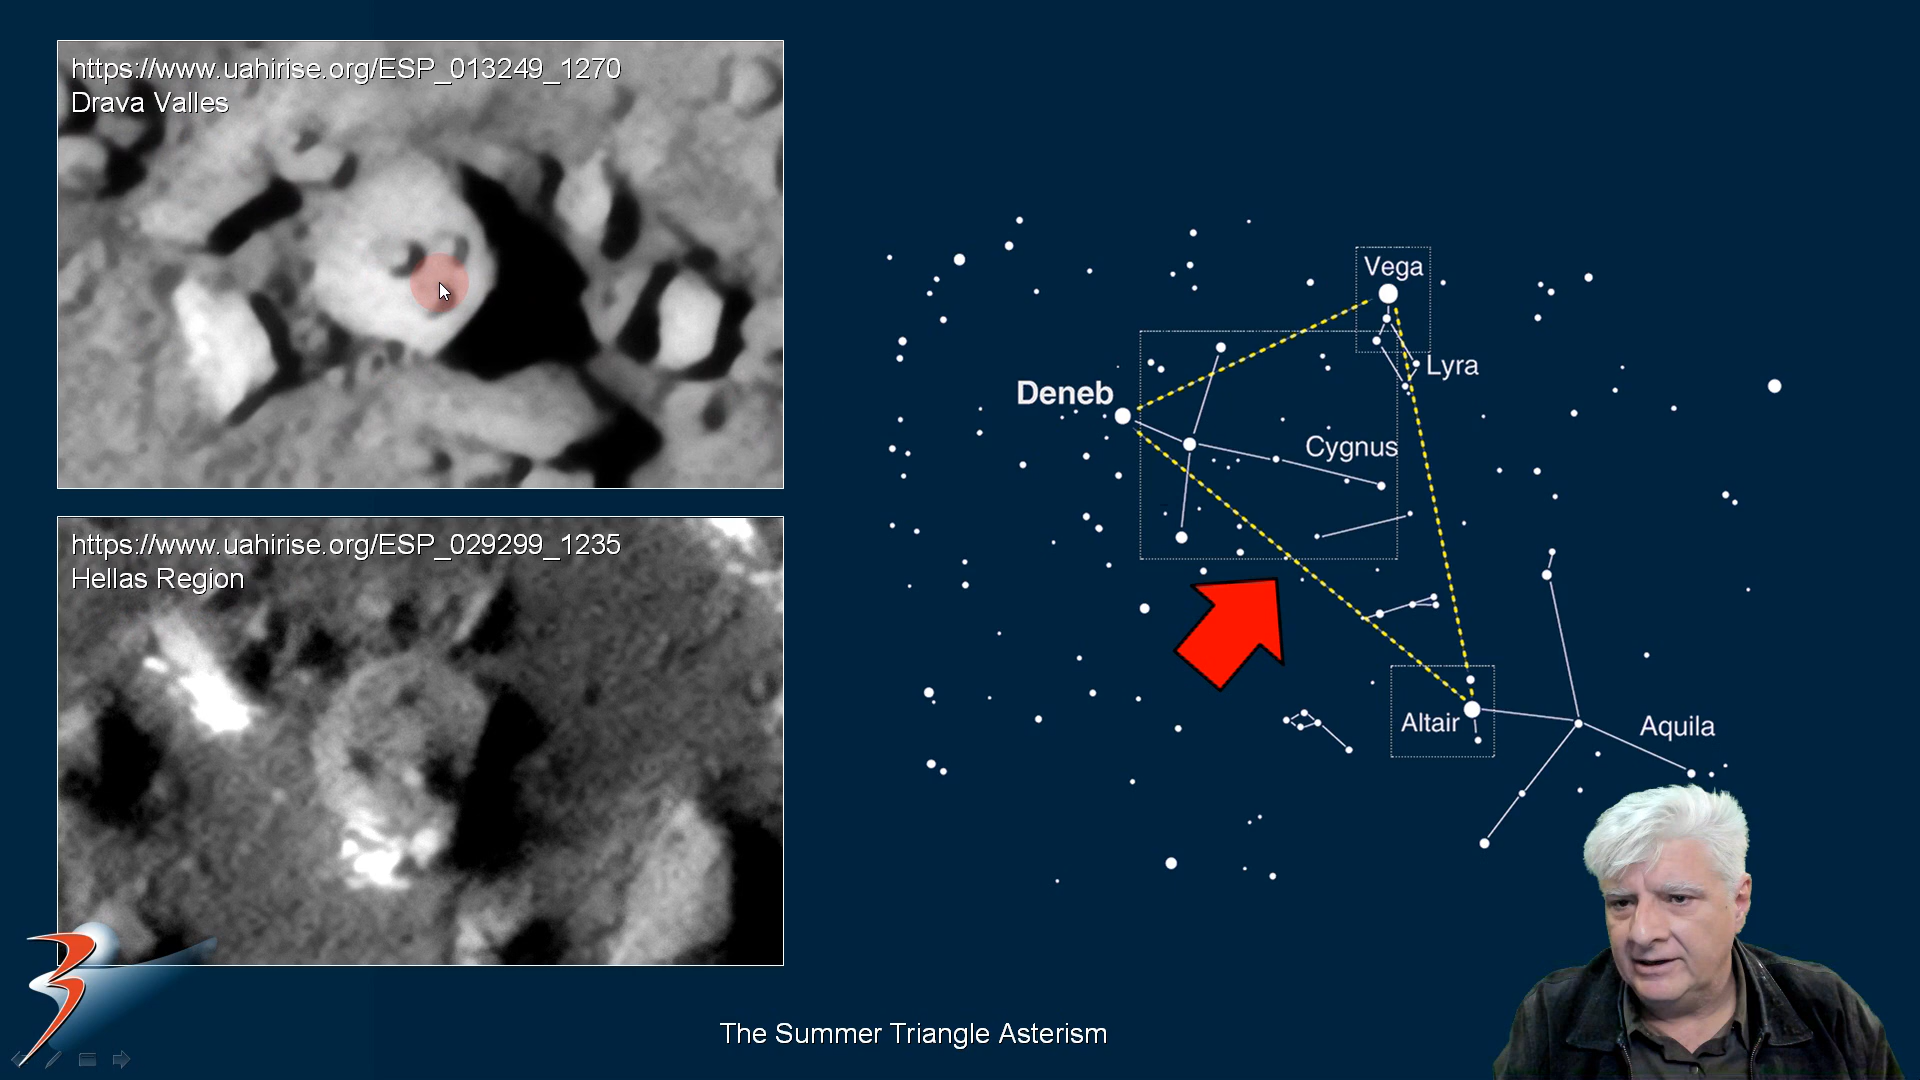 https://www.uahirise.org/ESP_013249_1270
Drava Valles
https://www.uahirise.org/ESP_029299_1235
Hellas Region
Vega
Lyra
Deneb
Cygnus
Altair
Aquila
The Summer Triangle Asterism